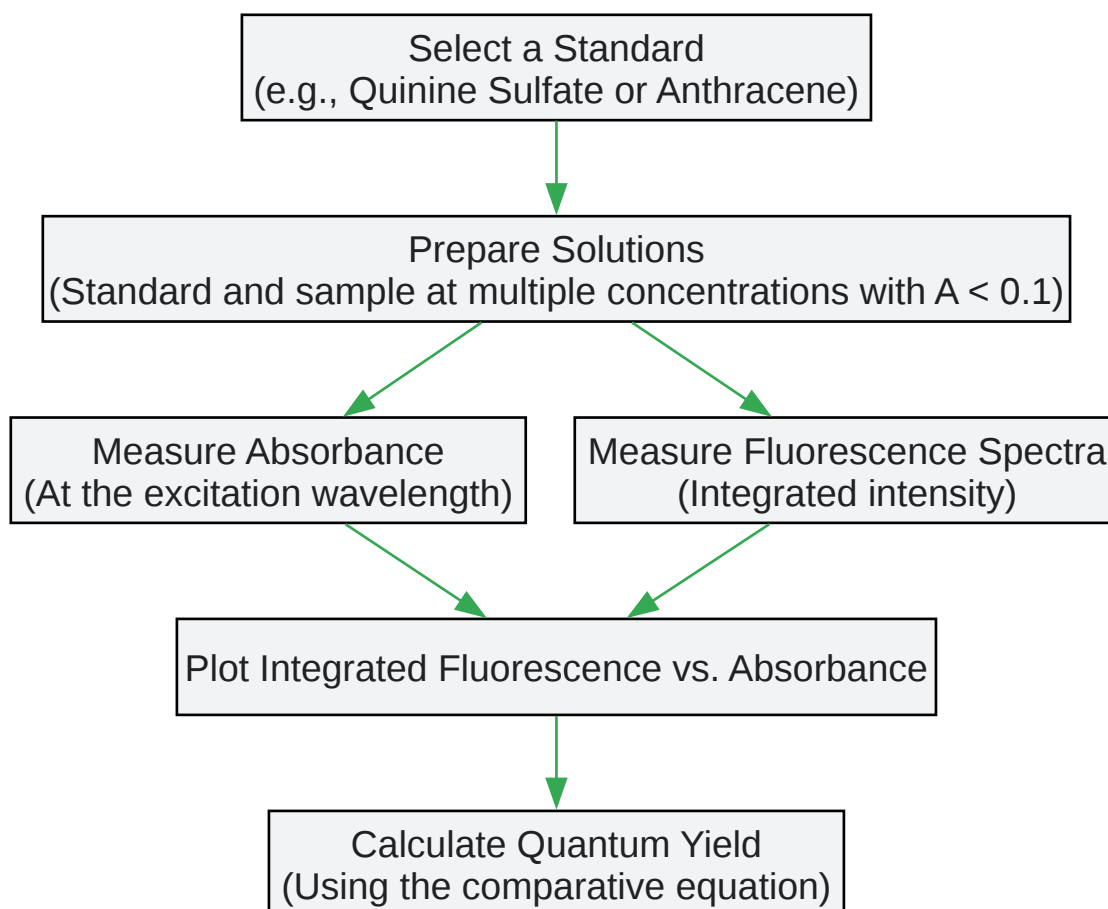 Select a Standard
(e.g., Quinine Sulfate or Anthracene)
Prepare Solutions
(Standard and sample at multiple concentrations with A < 0.1)
Measure Absorbance
(At the excitation wavelength)
Measure Fluorescence Spectra
(Integrated intensity)
Plot Integrated Fluorescence vs. Absorbance
Calculate Quantum Yield
(Using the comparative equation)